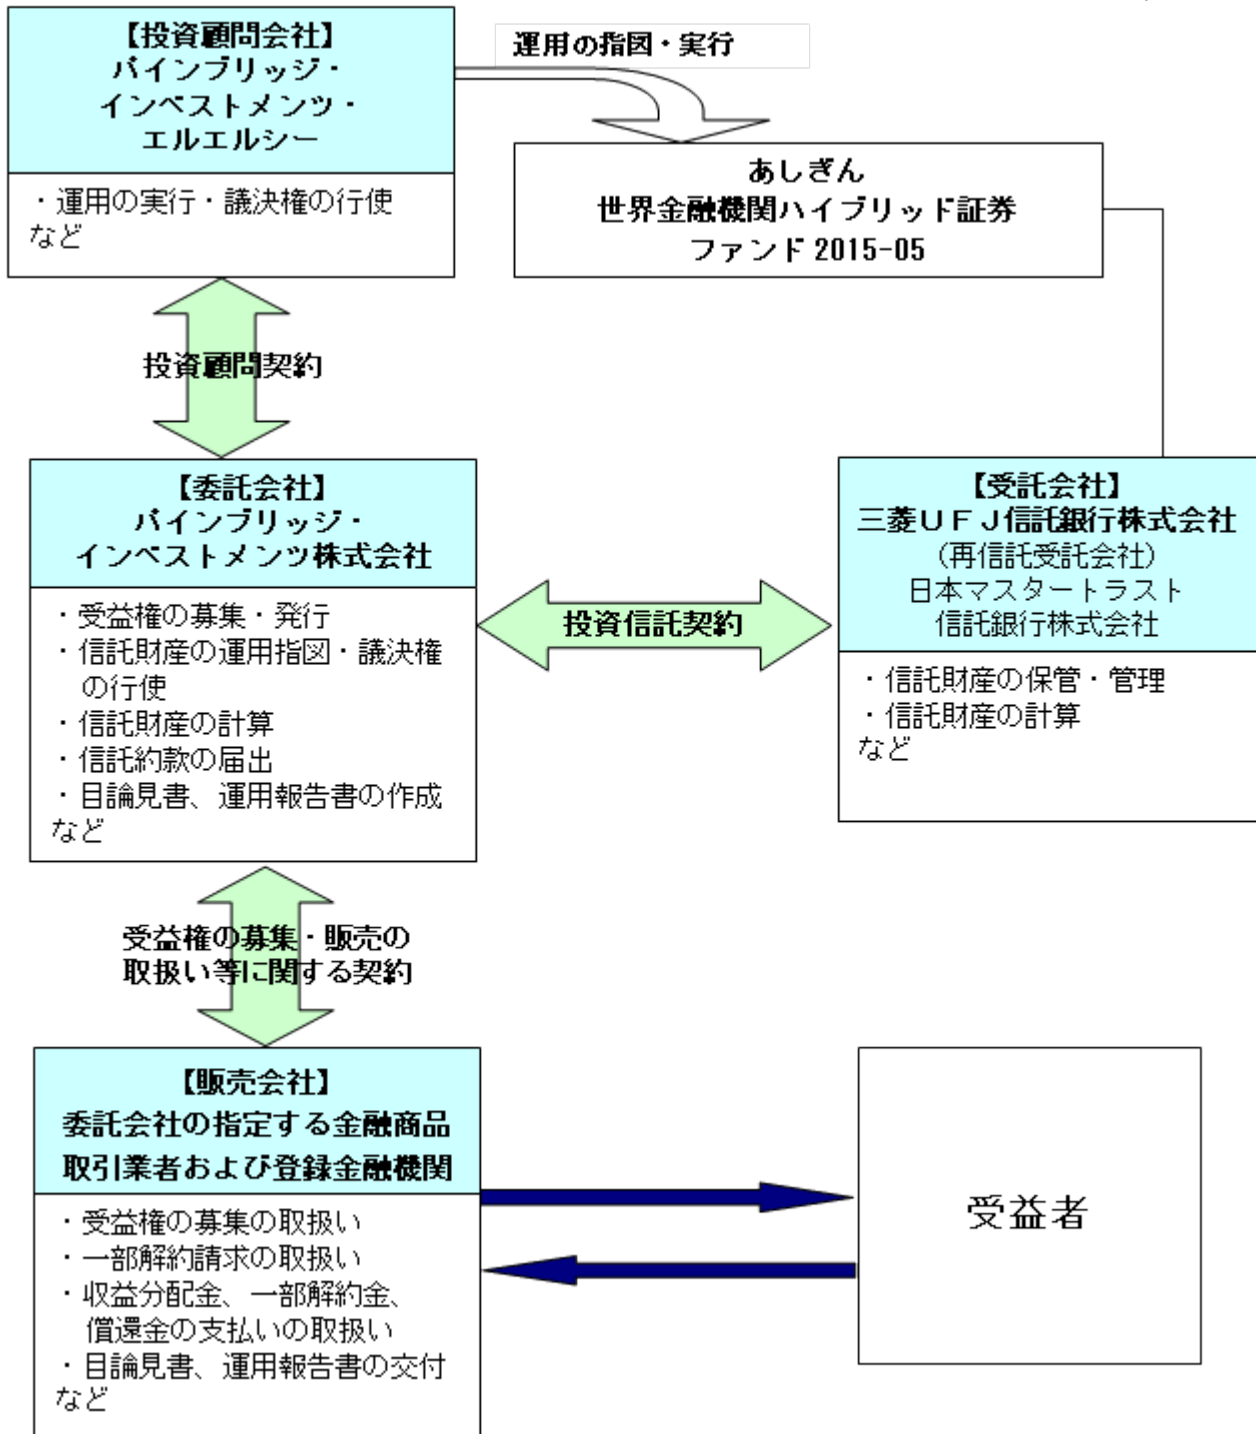 【投資顧問会社】
パインブリッジ・
インベストメンツ・
エルエルシー
・運用の実行・議決権の行使
など
運用の指図・実行
あしぎん
世界金融機関ハイブリッド証券
ファンド 2015-05
投資顧問契約
【委託会社】
パインブリッジ・
インベストメンツ株式会社
・受益権の募集・発行
・信託財産の運用指図・議決権
の行使
・信託財産の計算
・信託約款の届出
・目論見書、運用報告書の作成
など
投資信託契約
【受託会社】
三菱ＵＦＪ信託銀行株式会社
（再信託受託会社）
日本マスタートラスト
信託銀行株式会社
・信託財産の保管・管理
・信託財産の計算
など
受益権の募集・販売の
取扱い等に関する契約
【販売会社】
委託会社の指定する金融商品
取引業者および登録金融機関
・受益権の募集の取扱い
・一部解約請求の取扱い
・収益分配金、一部解約金、
償還金の支払いの取扱い
・目論見書、運用報告書の交付
など
受益者